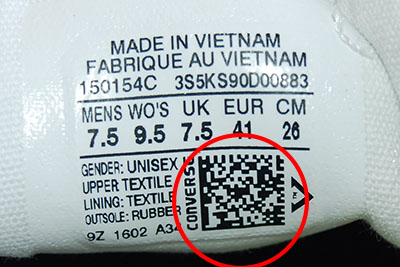 MADE IN VIETNAM
FABRIQUE AU VIETNAM
150154C 3S5KS90D00883
MENS WO'S UK EUR CM
7.5 9.5 7.5 41 26
GENDER: UNISEX
UPPER: TEXTILE
LINING: TEXTILE
OUTSOLE: RUBBER
9Z 1602 A34
CONVERSE